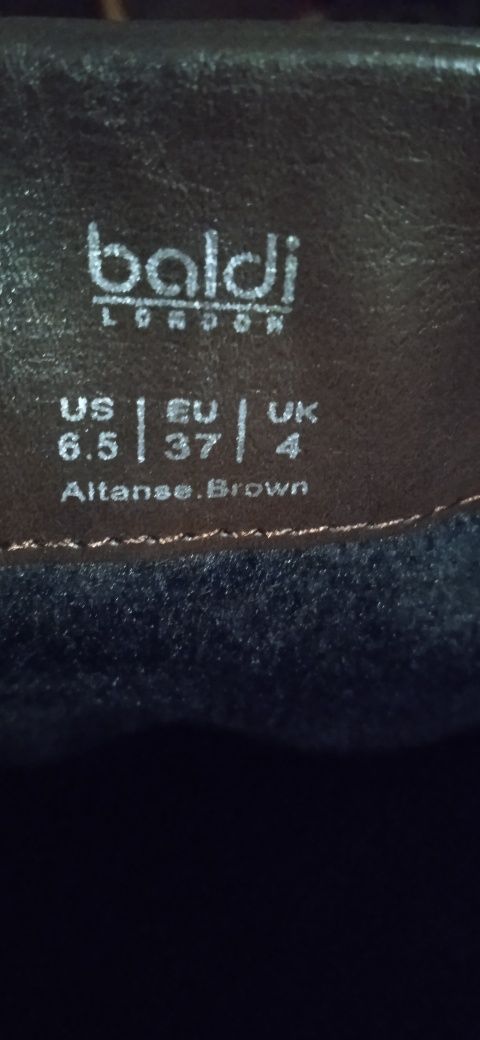 baldi
LONDON
US | EU | UK
6.5 | 37 | 4
Altanse.Brown